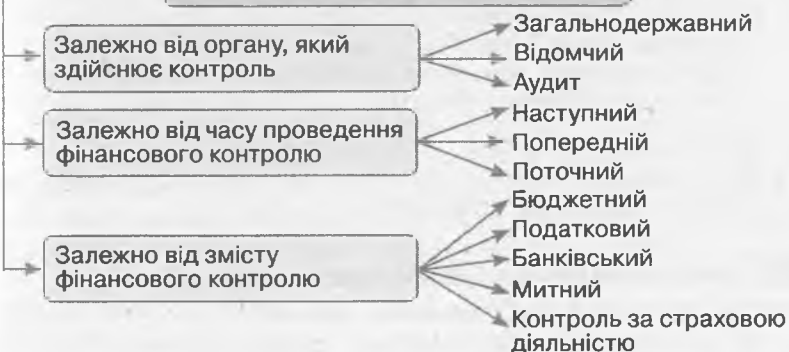 Залежно від органу, який
здійснює контроль
Загальнодержавний
Відомчий
Аудит
Залежно від часу проведення
фінансового контролю
Наступний
Попередній
Поточний
Залежно від змісту
фінансового контролю
Бюджетний
Податковий
Банківський
Митний
Контроль за страховою
діяльністю